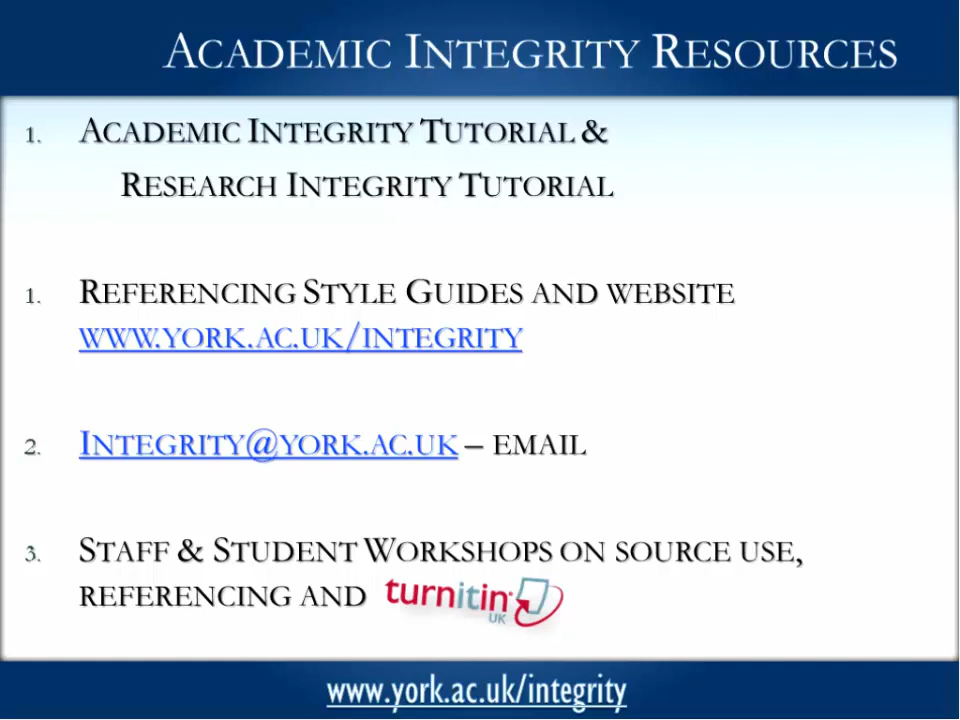 Academic Integrity Resources
1. Academic Integrity Tutorial &
Research Integrity Tutorial
1. Referencing Style Guides and website
www.york.ac.uk/integrity
2. Integrity@york.ac.uk – email
3. Staff & Student Workshops on source use,
referencing and turnitin UK
www.york.ac.uk/integrity